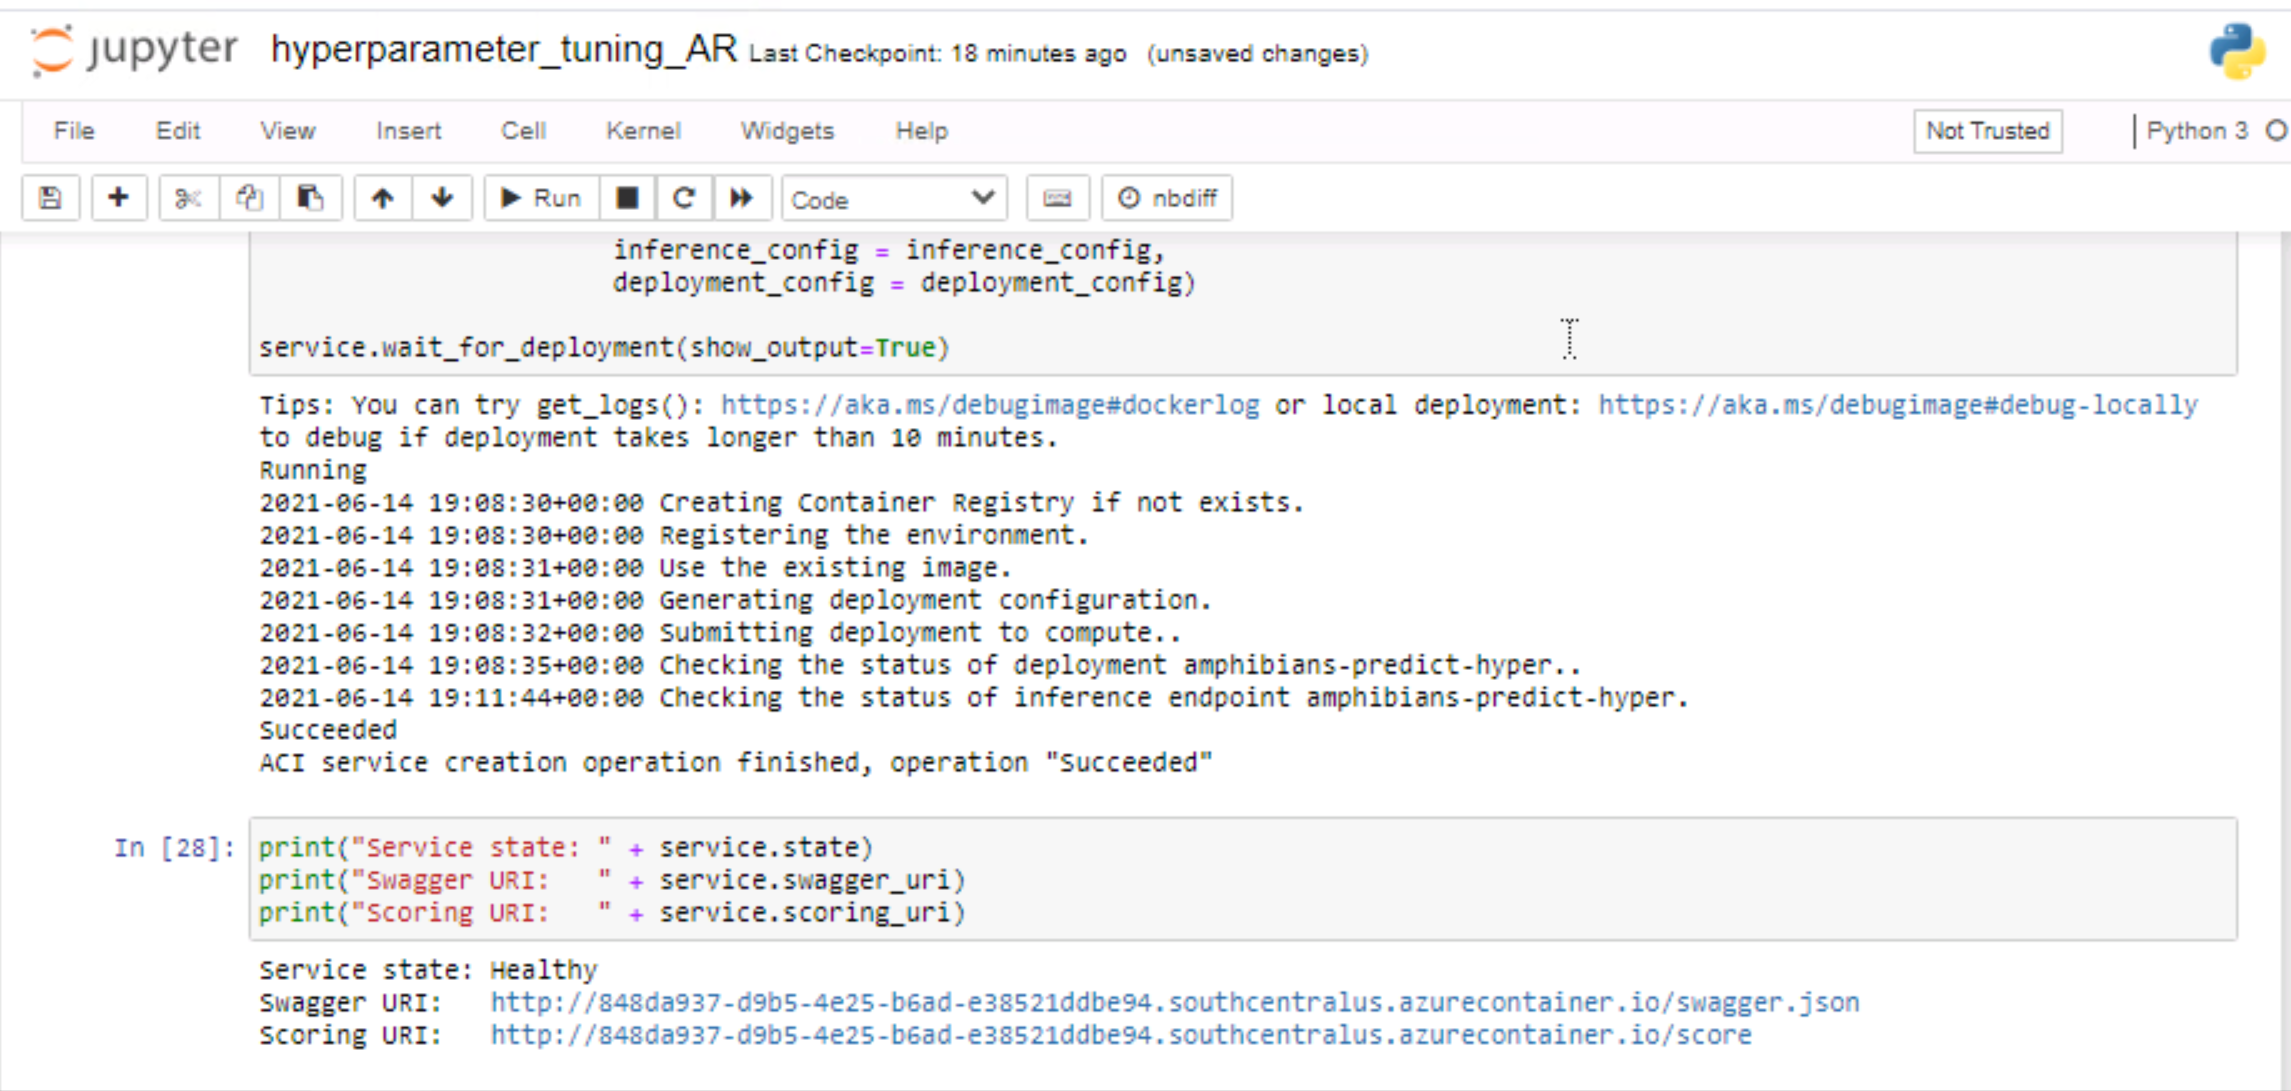 jupyter hyperparameter_tuning_AR Last Checkpoint: 18 minutes ago (unsaved changes)
File Edit View Insert Cell Kernel Widgets Help Not Trusted Python 3
Run Code nbdiff
inference_config = inference_config,
deployment_config = deployment_config)
service.wait_for_deployment(show_output=True)
Tips: You can try get_logs(): https://aka.ms/debugimage#dockerlog or local deployment: https://aka.ms/debugimage#debug-locally
to debug if deployment takes longer than 10 minutes.
Running
2021-06-14 19:08:30+00:00 Creating Container Registry if not exists.
2021-06-14 19:08:30+00:00 Registering the environment.
2021-06-14 19:08:31+00:00 Use the existing image.
2021-06-14 19:08:31+00:00 Generating deployment configuration.
2021-06-14 19:08:32+00:00 Submitting deployment to compute..
2021-06-14 19:08:35+00:00 Checking the status of deployment amphibians-predict-hyper..
2021-06-14 19:11:44+00:00 Checking the status of inference endpoint amphibians-predict-hyper.
Succeeded
ACI service creation operation finished, operation "Succeeded"
In [28]: print("Service state: " + service.state)
print("Swagger URI:   " + service.swagger_uri)
print("Scoring URI:   " + service.scoring_uri)
Service state: Healthy
Swagger URI:   http://848da937-d9b5-4e25-b6ad-e38521ddbe94.southcentralus.azurecontainer.io/swagger.json
Scoring URI:   http://848da937-d9b5-4e25-b6ad-e38521ddbe94.southcentralus.azurecontainer.io/score